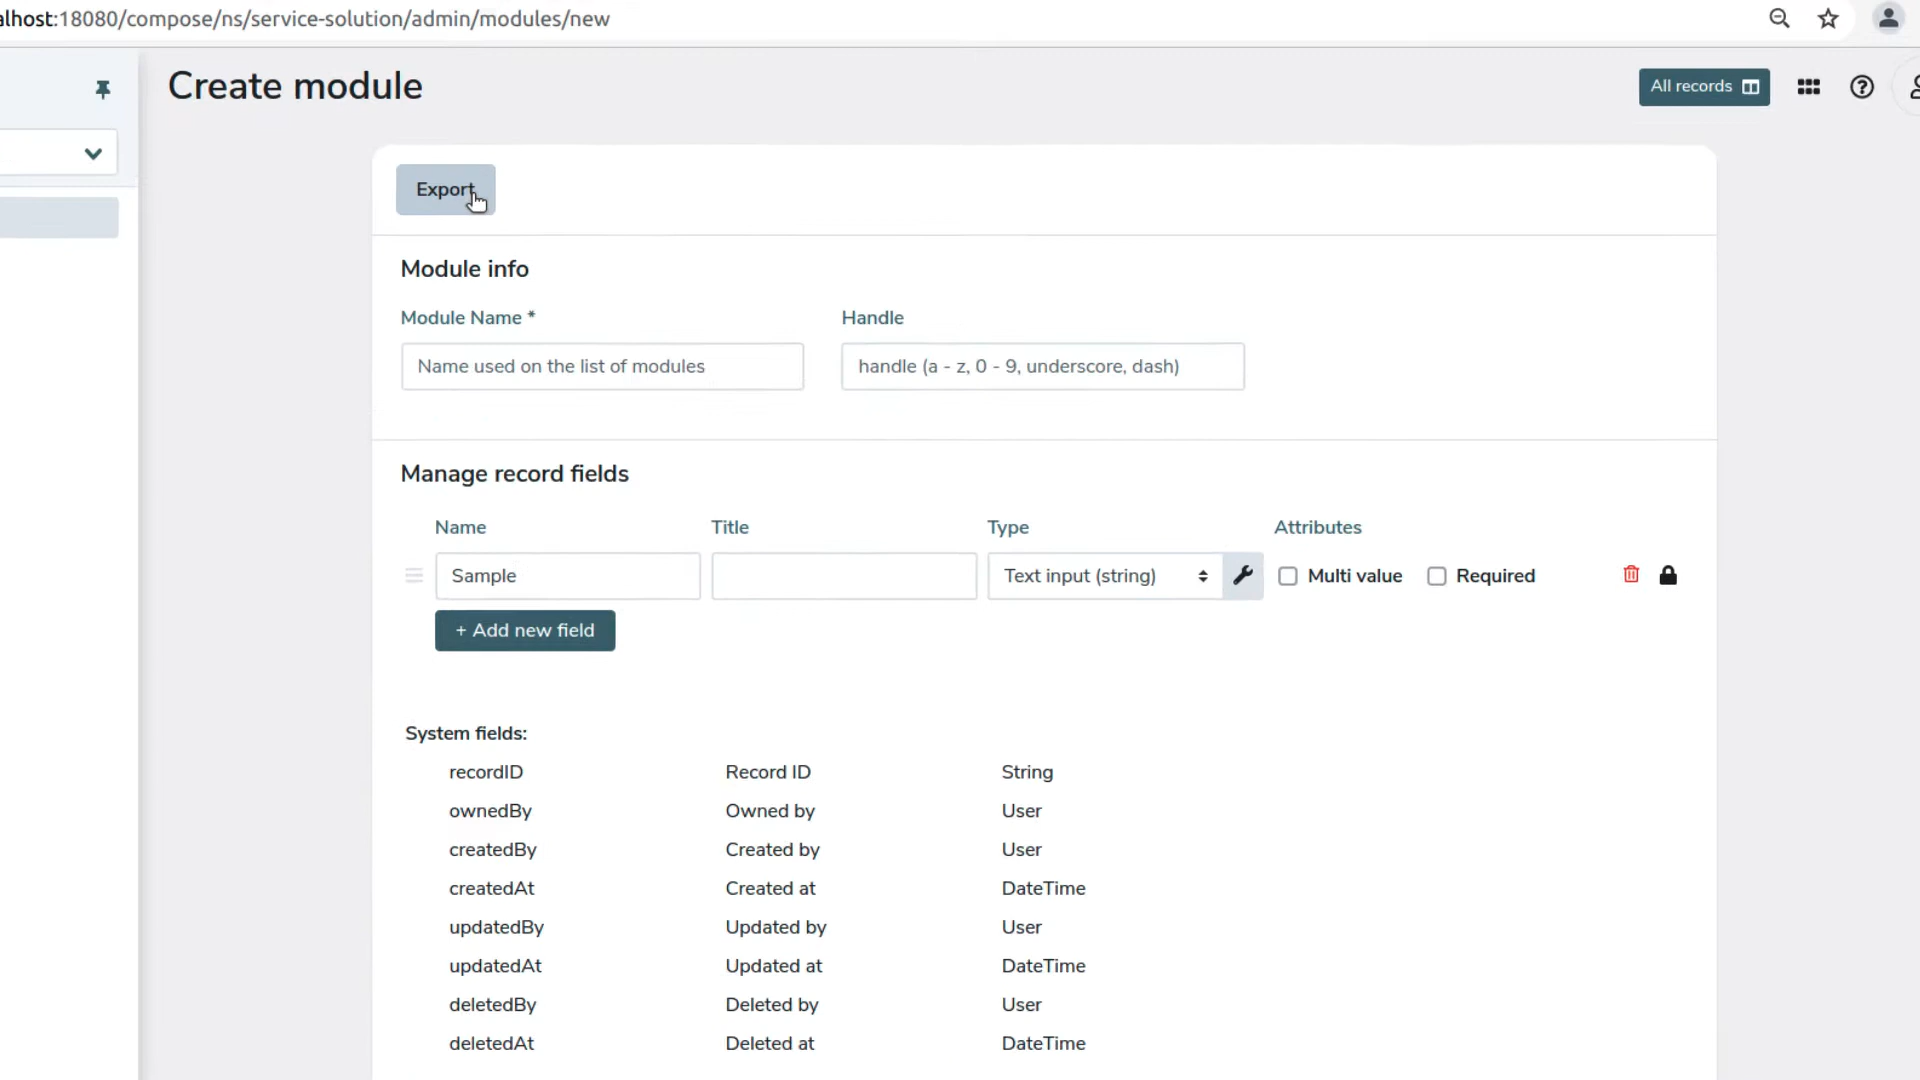 alhost:18080/compose/ns/service-solution/admin/modules/new
Create module
All records
Export
Module info
Module Name *
Handle
Name used on the list of modules
handle (a - z, 0 - 9, underscore, dash)
Manage record fields
Name
Title
Type
Attributes
Sample
Text input (string)
Multi value
Required
+ Add new field
System fields:
recordID
Record ID
String
ownedBy
Owned by
User
createdBy
Created by
User
createdAt
Created at
DateTime
updatedBy
Updated by
User
updatedAt
Updated at
DateTime
deletedBy
Deleted by
User
deletedAt
Deleted at
DateTime